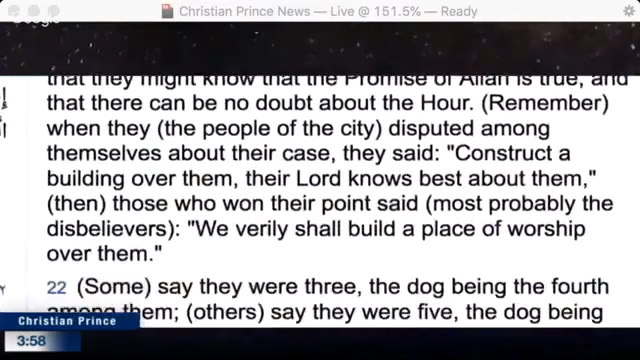 Christian Prince News — Live @ 151.5% — Ready
Google
that they might know that the Promise of Allah is true, and
that there can be no doubt about the Hour. (Remember)
when they (the people of the city) disputed among
themselves about their case, they said: "Construct a
building over them, their Lord knows best about them,"
(then) those who won their point said (most probably the
disbelievers): "We verily shall build a place of worship
over them."
22 (Some) say they were three, the dog being the fourth
among them; (others) say they were five, the dog being
Christian Prince
3:58